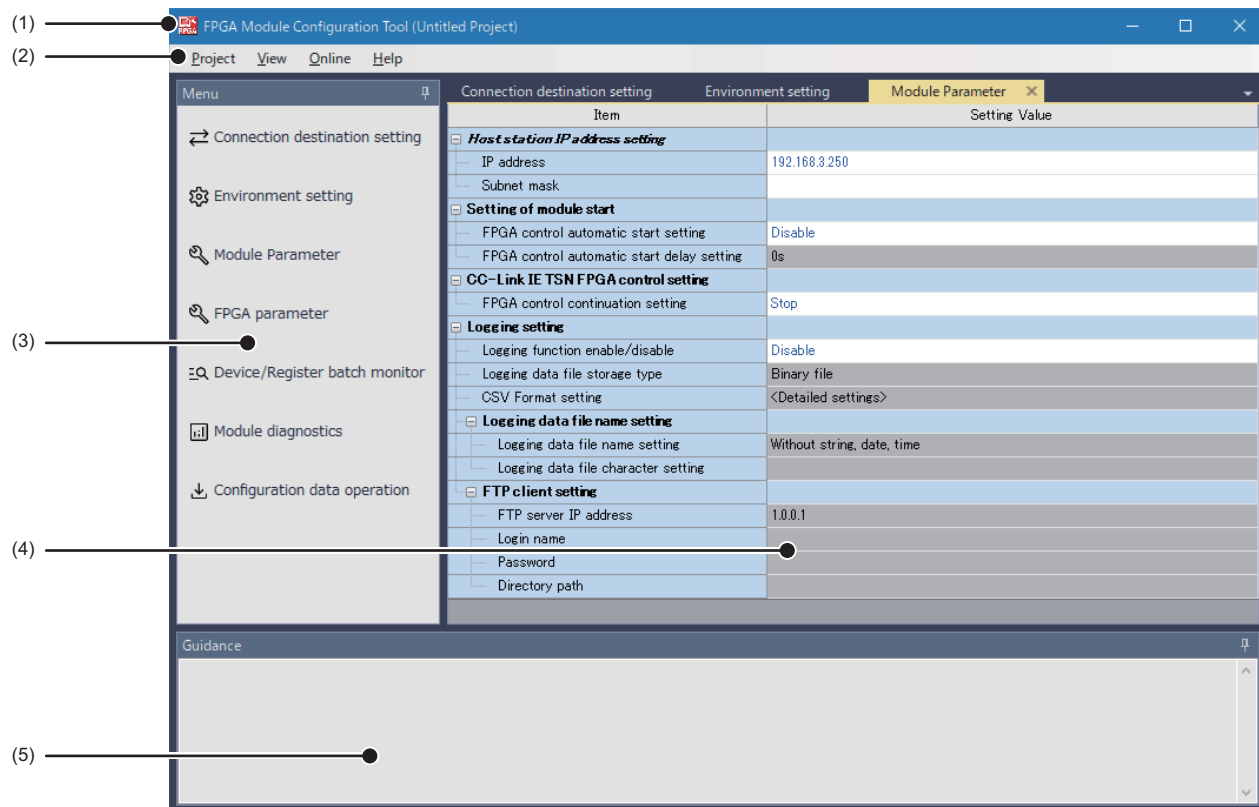 (1)
FPGA
FPGA Module Configuration Tool (Untitled Project)
(2)
Project View Online Help
Menu
Connection destination setting Environment setting Module Parameter
Item Setting Value
Connection destination setting
Host station IP address setting
IP address 192.168.3.250
Subnet mask
Environment setting
Setting of module start
FPGA control automatic start setting Disable
Module Parameter
FPGA control automatic start delay setting 0s
CC-Link IE TSN FPGA control setting
FPGA control continuation setting Stop
FPGA parameter
Logging setting
(3)
Logging function enable/disable Disable
Device/Register batch monitor
Logging data file storage type Binary file
CSV Format setting <Detailed settings>
Logging data file name setting
Module diagnostics
Logging data file name setting Without string, date, time
Logging data file character setting
Configuration data operation
FTP client setting
FTP server IP address 1.0.0.1
Login name
(4)
Password
Directory path
Guidance
(5)